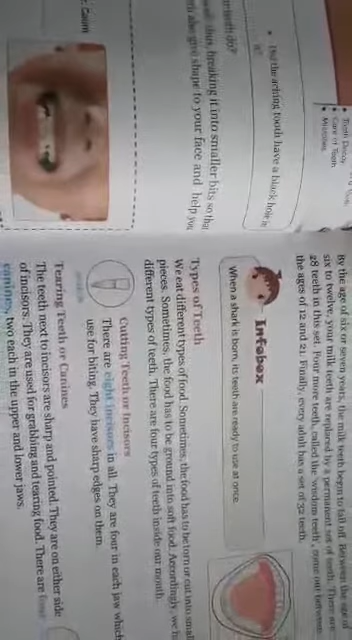 Tooth Decay
Care of Teeth
Microbes
Did the aching tooth have a black hole in
it?
teeth do?
thus, breaking it into smaller bits so that
also give shape to your face and help you
By the age of six or seven years, the milk teeth begin to fall off. Between the age of
six to twelve, your milk teeth are replaced by a permanent set of teeth. There are
28 teeth in this set. Four more teeth, called the wisdom teeth, come out between
the ages of 12 and 21. Finally, every adult has a set of 32 teeth.
Infobox
When a shark is born, its teeth are ready to use at once.
Types of Teeth
We eat different types of food. Sometimes, the food has to be torn or cut into small
pieces. Sometimes, the food has to be ground into soft food. Accordingly, we
different types of teeth. There are four types of teeth inside our mouth.
Cutting Teeth or Incisors
There are eight incisors in all. They are four in each jaw which
use for biting. They have sharp edges on them.
Tearing Teeth or Canines
The teeth next to incisors are sharp and pointed. They are on either side
of incisors. They are used for grabbing and tearing food. There are four
canines, two each in the upper and lower jaws.